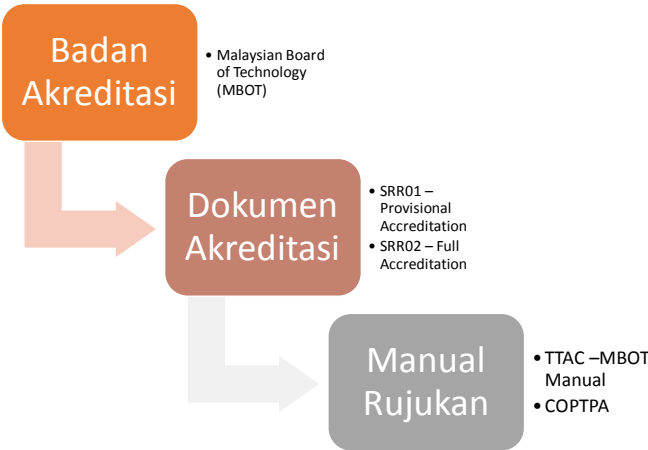 Badan
Akreditasi
• Malaysian Board
of Technology
(MBOT)
Dokumen
Akreditasi
• SRR01 –
Provisional
Accreditation
• SRR02 – Full
Accreditation
Manual
Rujukan
• TTAC –MBOT
Manual
• COPTPA